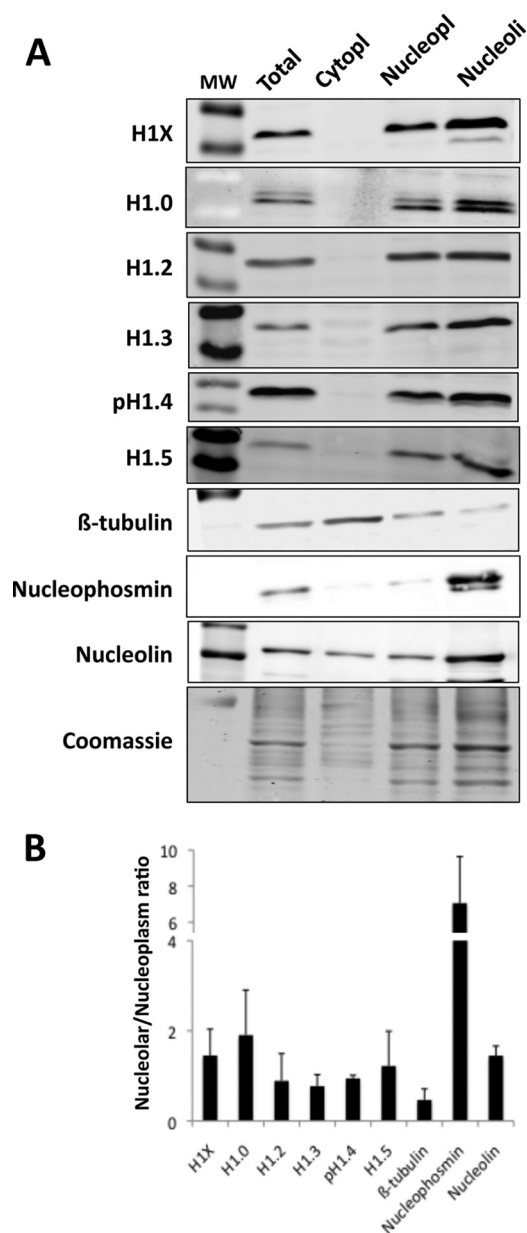 A
MW Total Cytopl Nucleopl Nucleoli
H1X
H1.0
H1.2
H1.3
pH1.4
H1.5
ß-tubulin
Nucleophosmin
Nucleolin
Coomassie
B
Nucleolar/Nucleoplasm ratio
10
8
6
4
2
0
H1X H1.0 H1.2 H1.3 pH1.4 H1.5 ß-tubulin Nucleophosmin Nucleolin